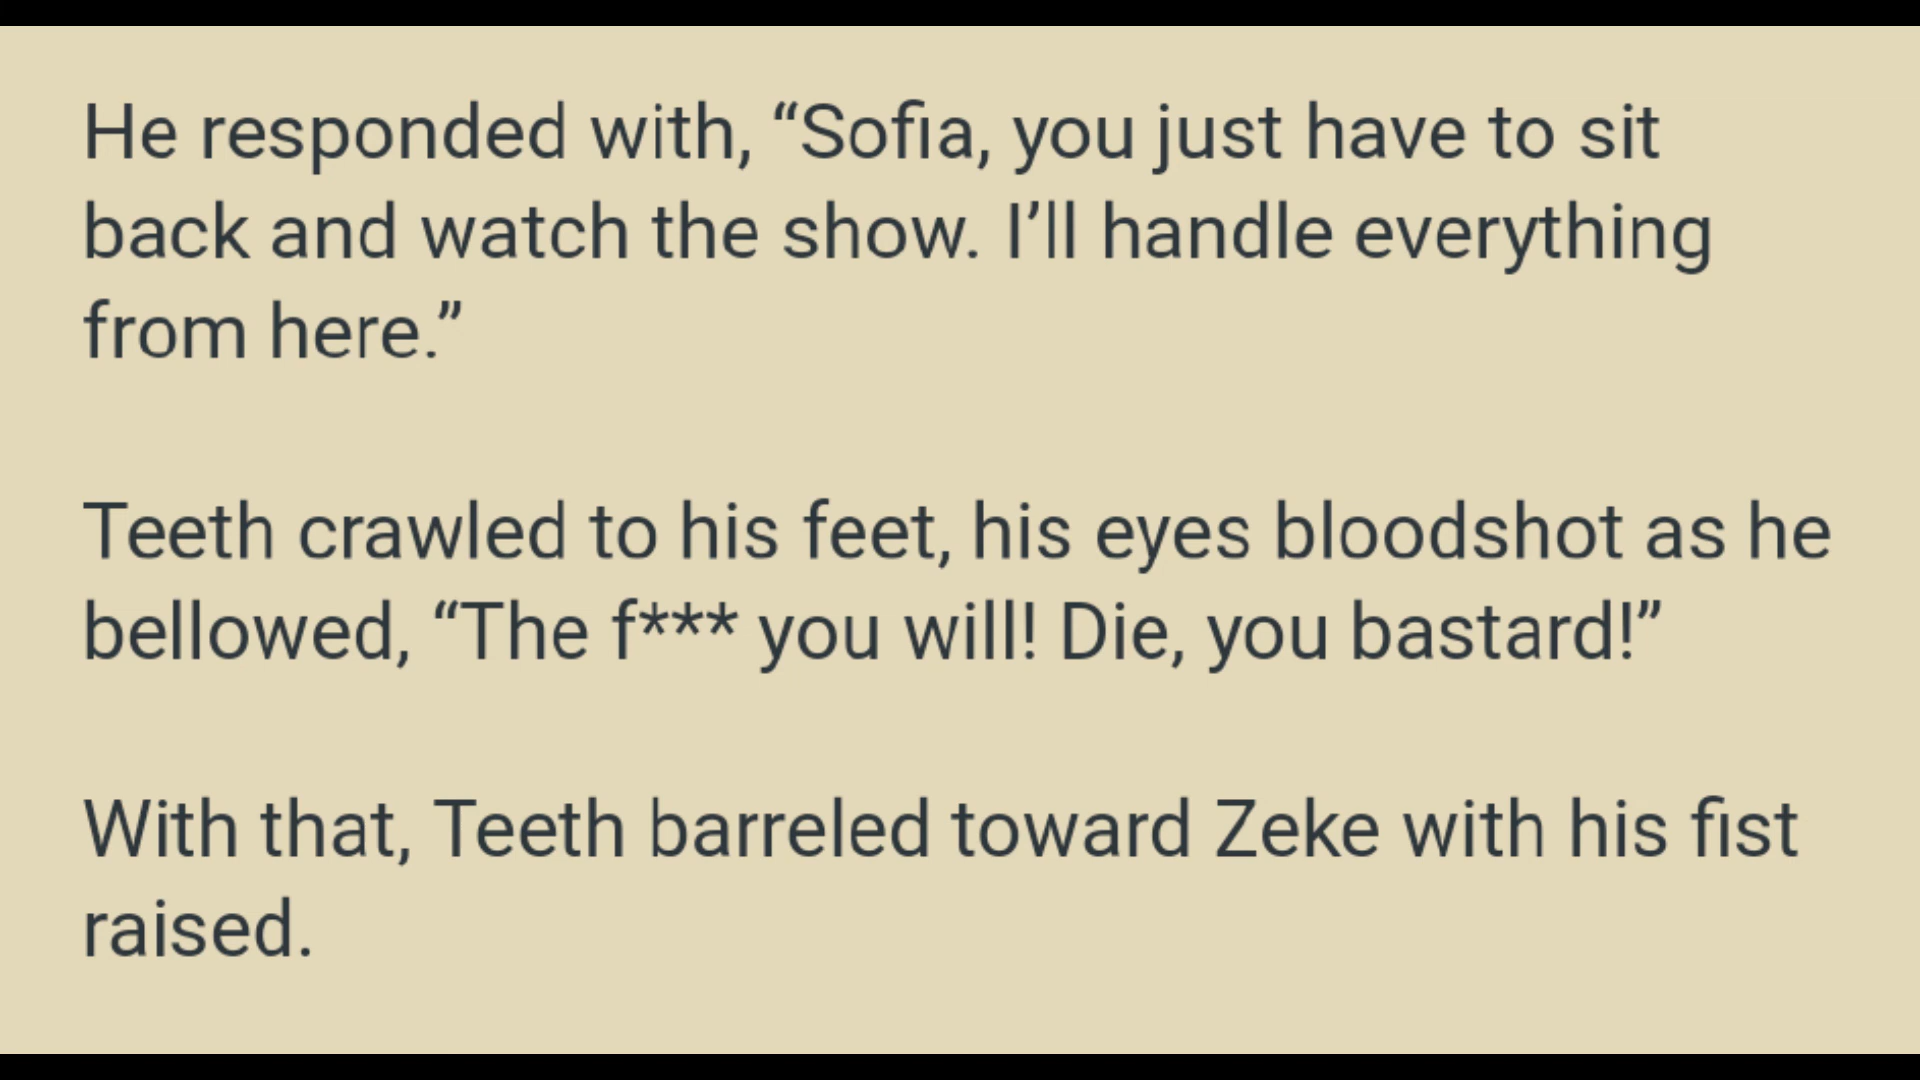 He responded with, “Sofia, you just have to sit
back and watch the show. I’ll handle everything
from here.”
Teeth crawled to his feet, his eyes bloodshot as he
bellowed, “The f*** you will! Die, you bastard!”
With that, Teeth barreled toward Zeke with his fist
raised.